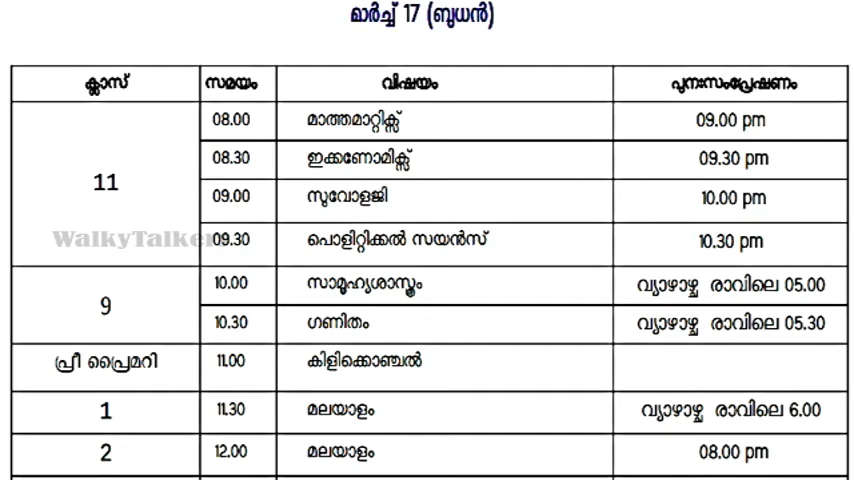 മാർച്ച് 17 (ബുധൻ)
ക്ലാസ് സമയം വിഷയം പുനഃസംപ്രേഷണം
11 08.00 മാത്തമാറ്റിക്സ് 09.00 pm
08.30 ഇക്കണോമിക്സ് 09.30 pm
09.00 സുവോളജി 10.00 pm
WalkyTalker 09.30 പൊളിറ്റിക്കൽ സയൻസ് 10.30 pm
9 10.00 സാമൂഹ്യശാസ്ത്രം വ്യാഴാഴ്ച രാവിലെ 05.00
10.30 ഗണിതം വ്യാഴാഴ്ച രാവിലെ 05.30
പ്രീ പ്രൈമറി 11.00 കിളിക്കൊഞ്ചൽ
1 11.30 മലയാളം വ്യാഴാഴ്ച രാവിലെ 6.00
2 12.00 മലയാളം 08.00 pm